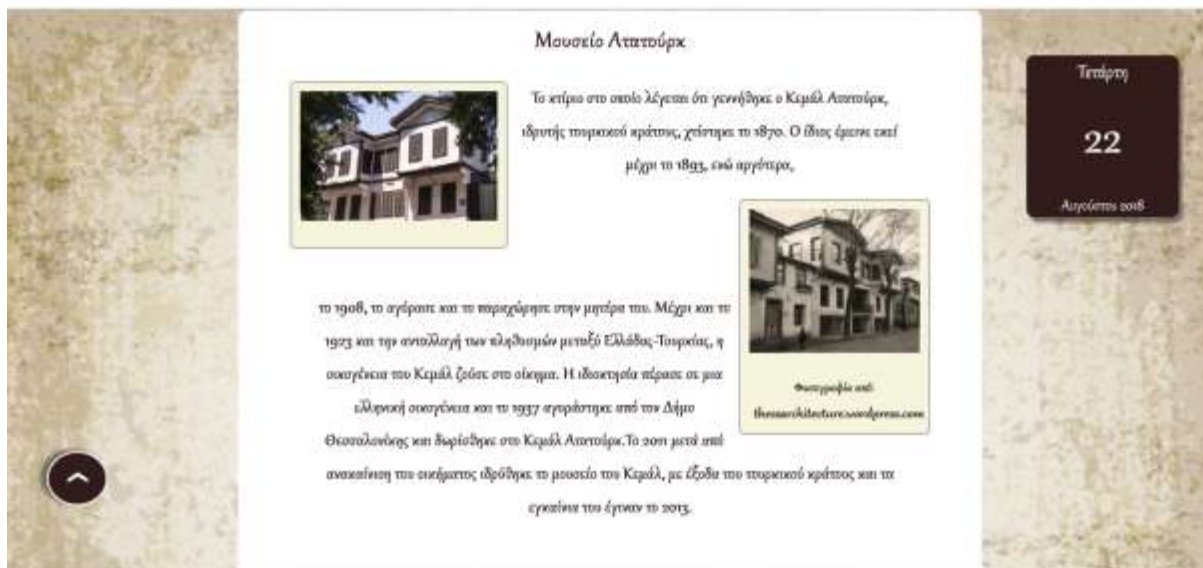 Μουσείο Ατατούρκ
Το κτίριο στο οποίο λέγεται ότι γεννήθηκε ο Κεμάλ Ατατούρκ,
ιδρυτής τουρκικού κράτους, χτίστηκε το 1870. Ο ίδιος έμεινε εκεί
μέχρι το 1893, ενώ αργότερα,
το 1908, το αγόρασε και το παραχώρησε στην μητέρα του. Μέχρι και το
1923 και την ανταλλαγή των πληθυσμών μεταξύ Ελλάδας-Τουρκίας, η
οικογένεια του Κεμάλ ζούσε στο οίκημα. Η ιδιοκτησία πέρασε σε μια
ελληνική οικογένεια και το 1937 αγοράστηκε από τον Δήμο
Θεσσαλονίκης και δωρίσθηκε στο Κεμάλ Ατατούρκ.Το 2011 μετά από
ανακαίνιση του οικήματος ιδρύθηκε το μουσείο του Κεμάλ, με έξοδα του τουρκικού κράτους και τα
εγκαίνια του έγιναν το 2013.
Φωτογραφία από
thessarchitecture.wordpress.com
Τετάρτη
22
Αυγούστου 2018